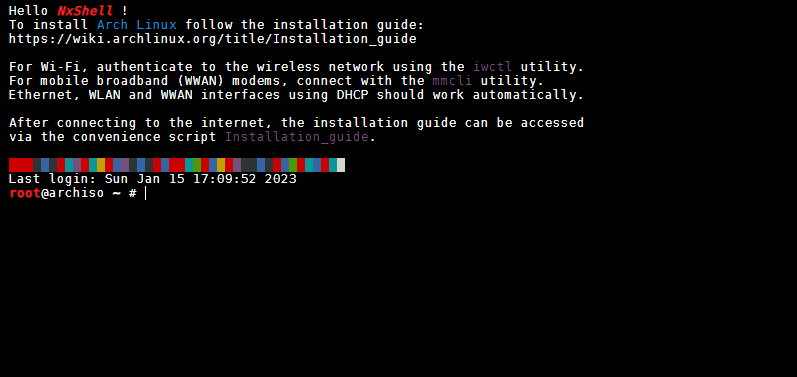 Hello NxShell !
To install Arch Linux follow the installation guide:
https://wiki.archlinux.org/title/Installation_guide
For Wi-Fi, authenticate to the wireless network using the iwctl utility.
For mobile broadband (WWAN) modems, connect with the mmcli utility.
Ethernet, WLAN and WWAN interfaces using DHCP should work automatically.
After connecting to the internet, the installation guide can be accessed
via the convenience script Installation_guide.
Last login: Sun Jan 15 17:09:52 2023
root@archiso ~ #